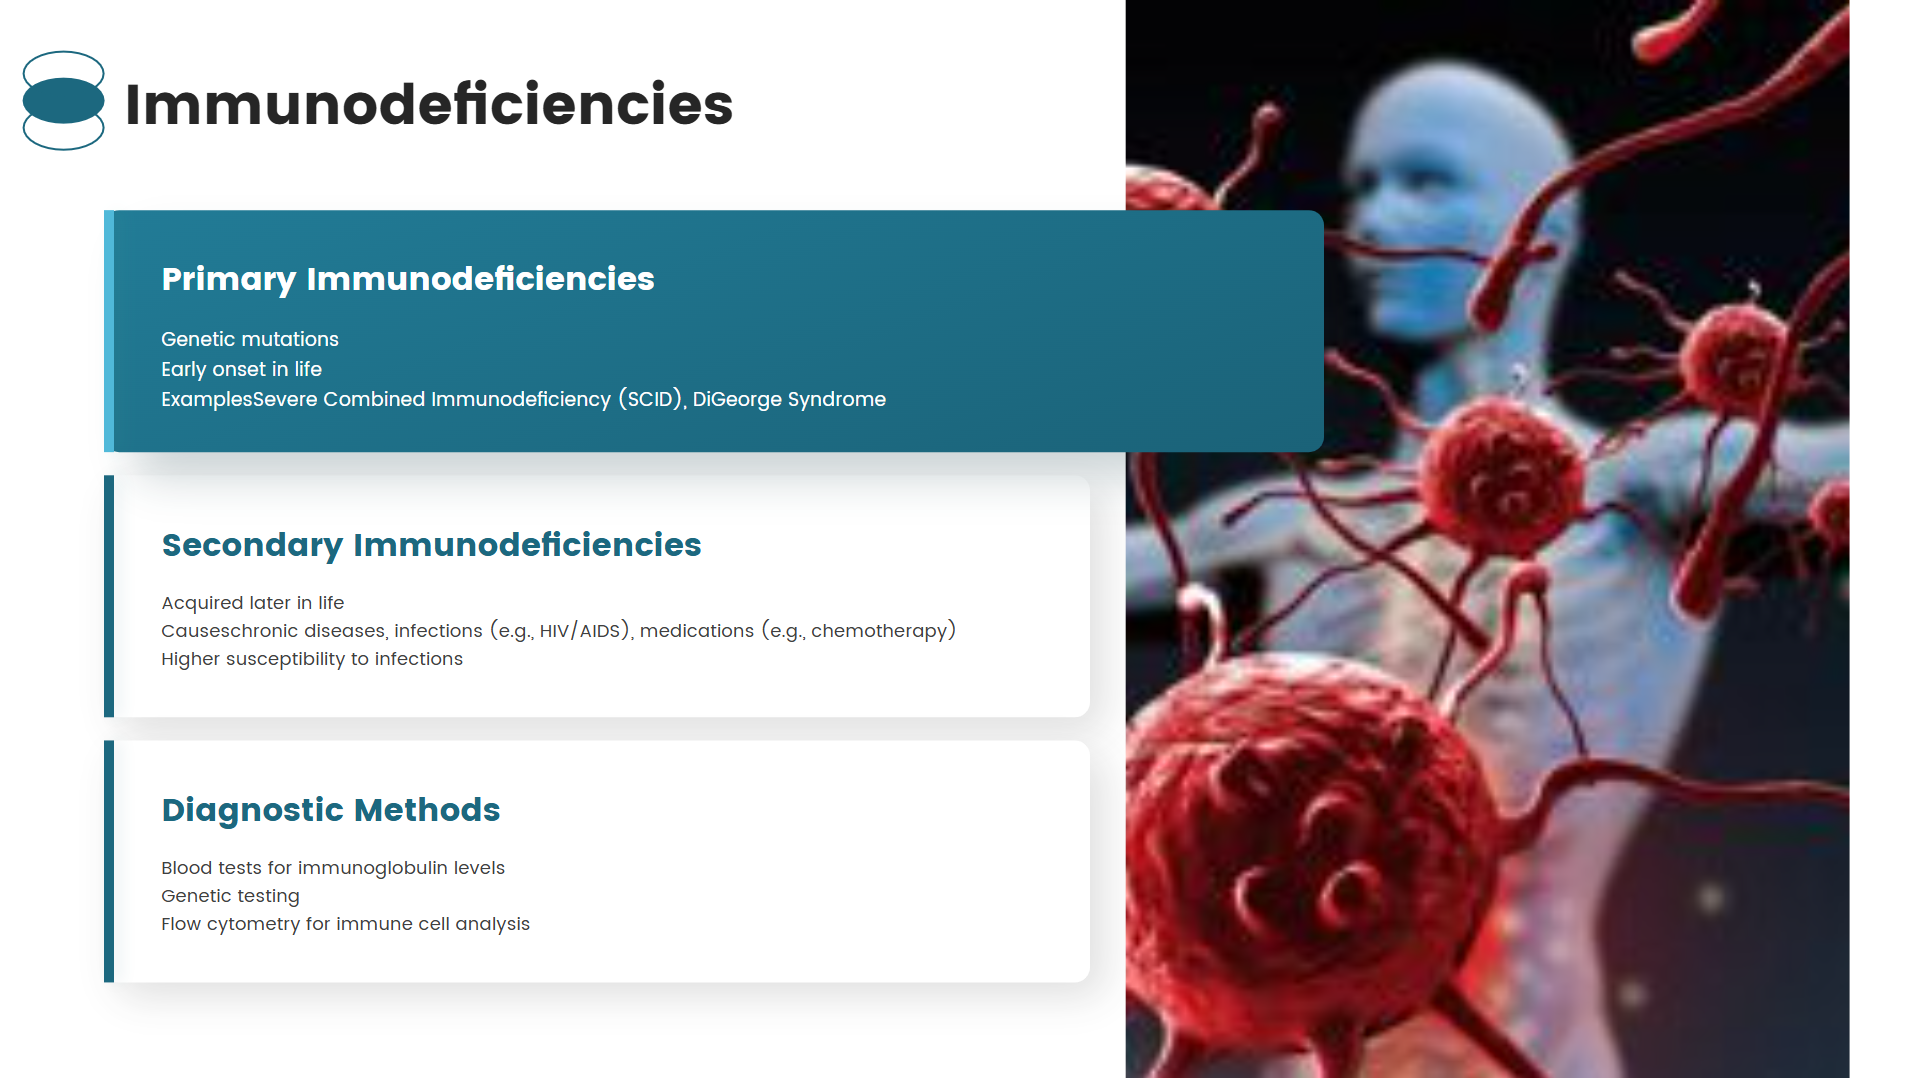 Immunodeficiencies
Primary Immunodeficiencies
Genetic mutations
Early onset in life
ExamplesSevere Combined Immunodeficiency (SCID), DiGeorge Syndrome
Secondary Immunodeficiencies
Acquired later in life
Causeschronic diseases, infections (e.g., HIV/AIDS), medications (e.g., chemotherapy)
Higher susceptibility to infections
Diagnostic Methods
Blood tests for immunoglobulin levels
Genetic testing
Flow cytometry for immune cell analysis